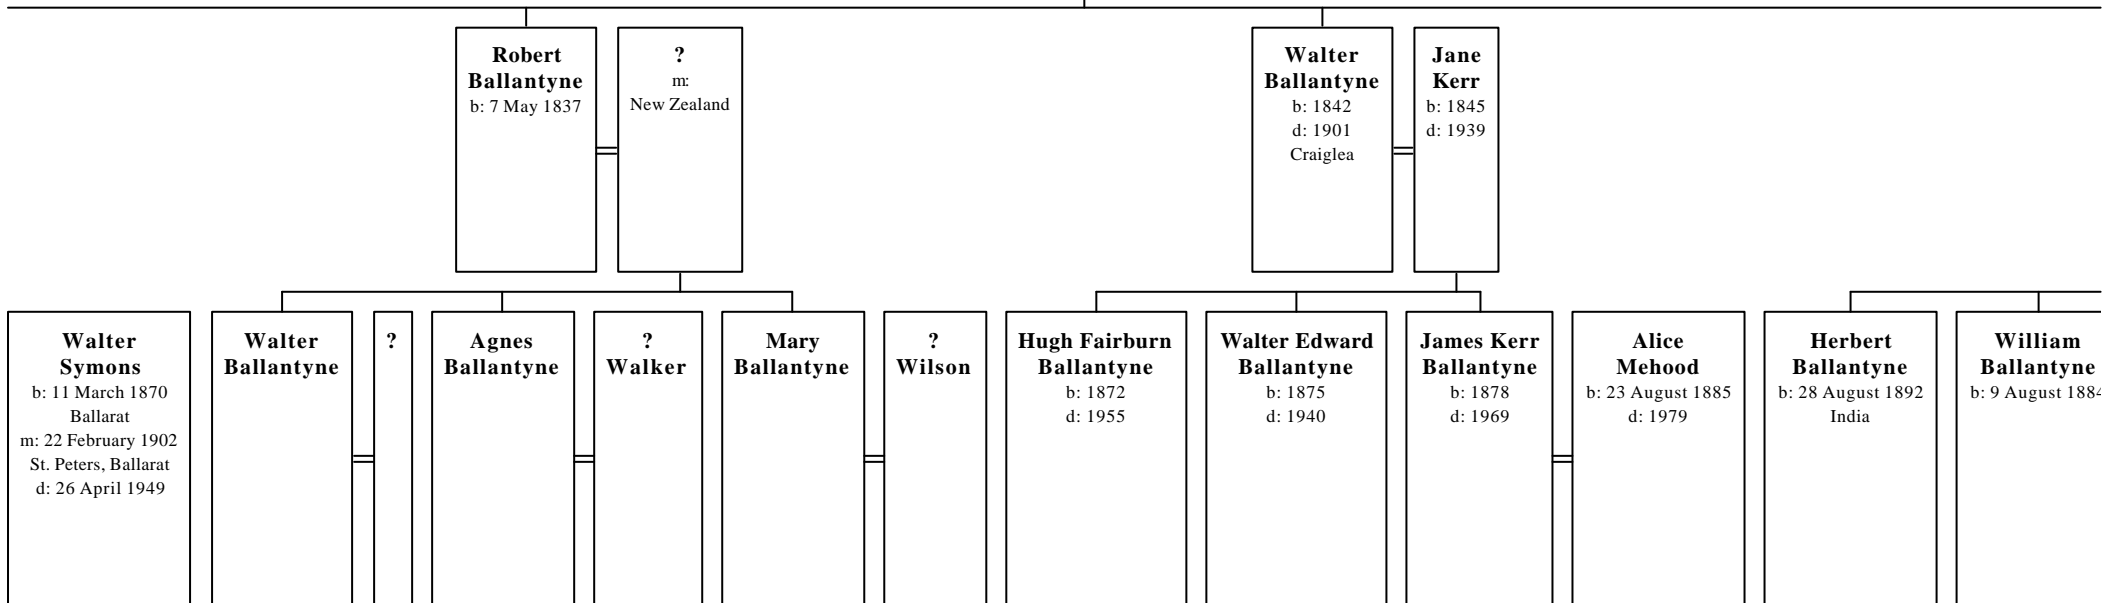 Robert
Ballantyne
b: 7 May 1837
?
m:
New Zealand
Walter
Ballantyne
b: 1842
d: 1901
Craiglea
Jane
Kerr
b: 1845
d: 1939
Walter
Symons
b: 11 March 1870
Ballarat
m: 22 February 1902
St. Peters, Ballarat
d: 26 April 1949
Walter
Ballantyne
?
Agnes
Ballantyne
?
Walker
Mary
Ballantyne
?
Wilson
Hugh Fairburn
Ballantyne
b: 1872
d: 1955
Walter Edward
Ballantyne
b: 1875
d: 1940
James Kerr
Ballantyne
b: 1878
d: 1969
Alice
Mehood
b: 23 August 1885
d: 1979
Herbert
Ballantyne
b: 28 August 1892
India
William
Ballantyne
b: 9 August 1884